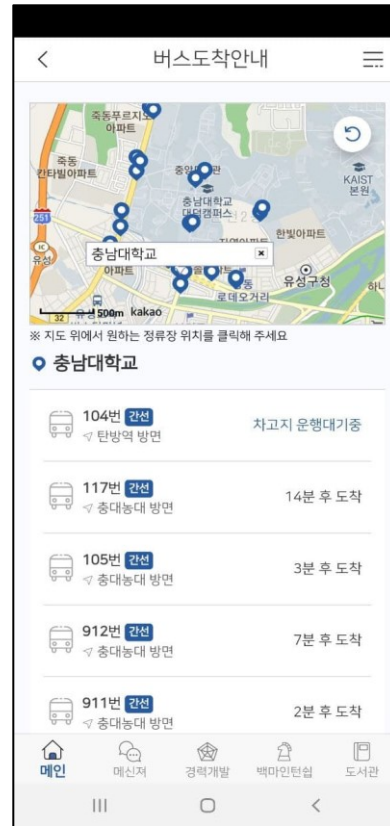 버스도착안내
죽동푸르지오
아파트
죽동
칸타빌아파트
충남대학교
대덕캠퍼스
KAIST
본원
251
한빛아파트
유성
충남대학교
아파트
유성구청
로데오거리
하나
32
500m kakao
※ 지도 위에서 원하는 정류장 위치를 클릭해 주세요
충남대학교
104번 간선
탄방역 방면
차고지 운행대기중
117번 간선
충대농대 방면
14분 후 도착
105번 간선
충대농대 방면
3분 후 도착
912번 간선
충대농대 방면
7분 후 도착
911번 간선
충대농대 방면
2분 후 도착
메인
메신저
경력개발
백마인턴쉽
도서관